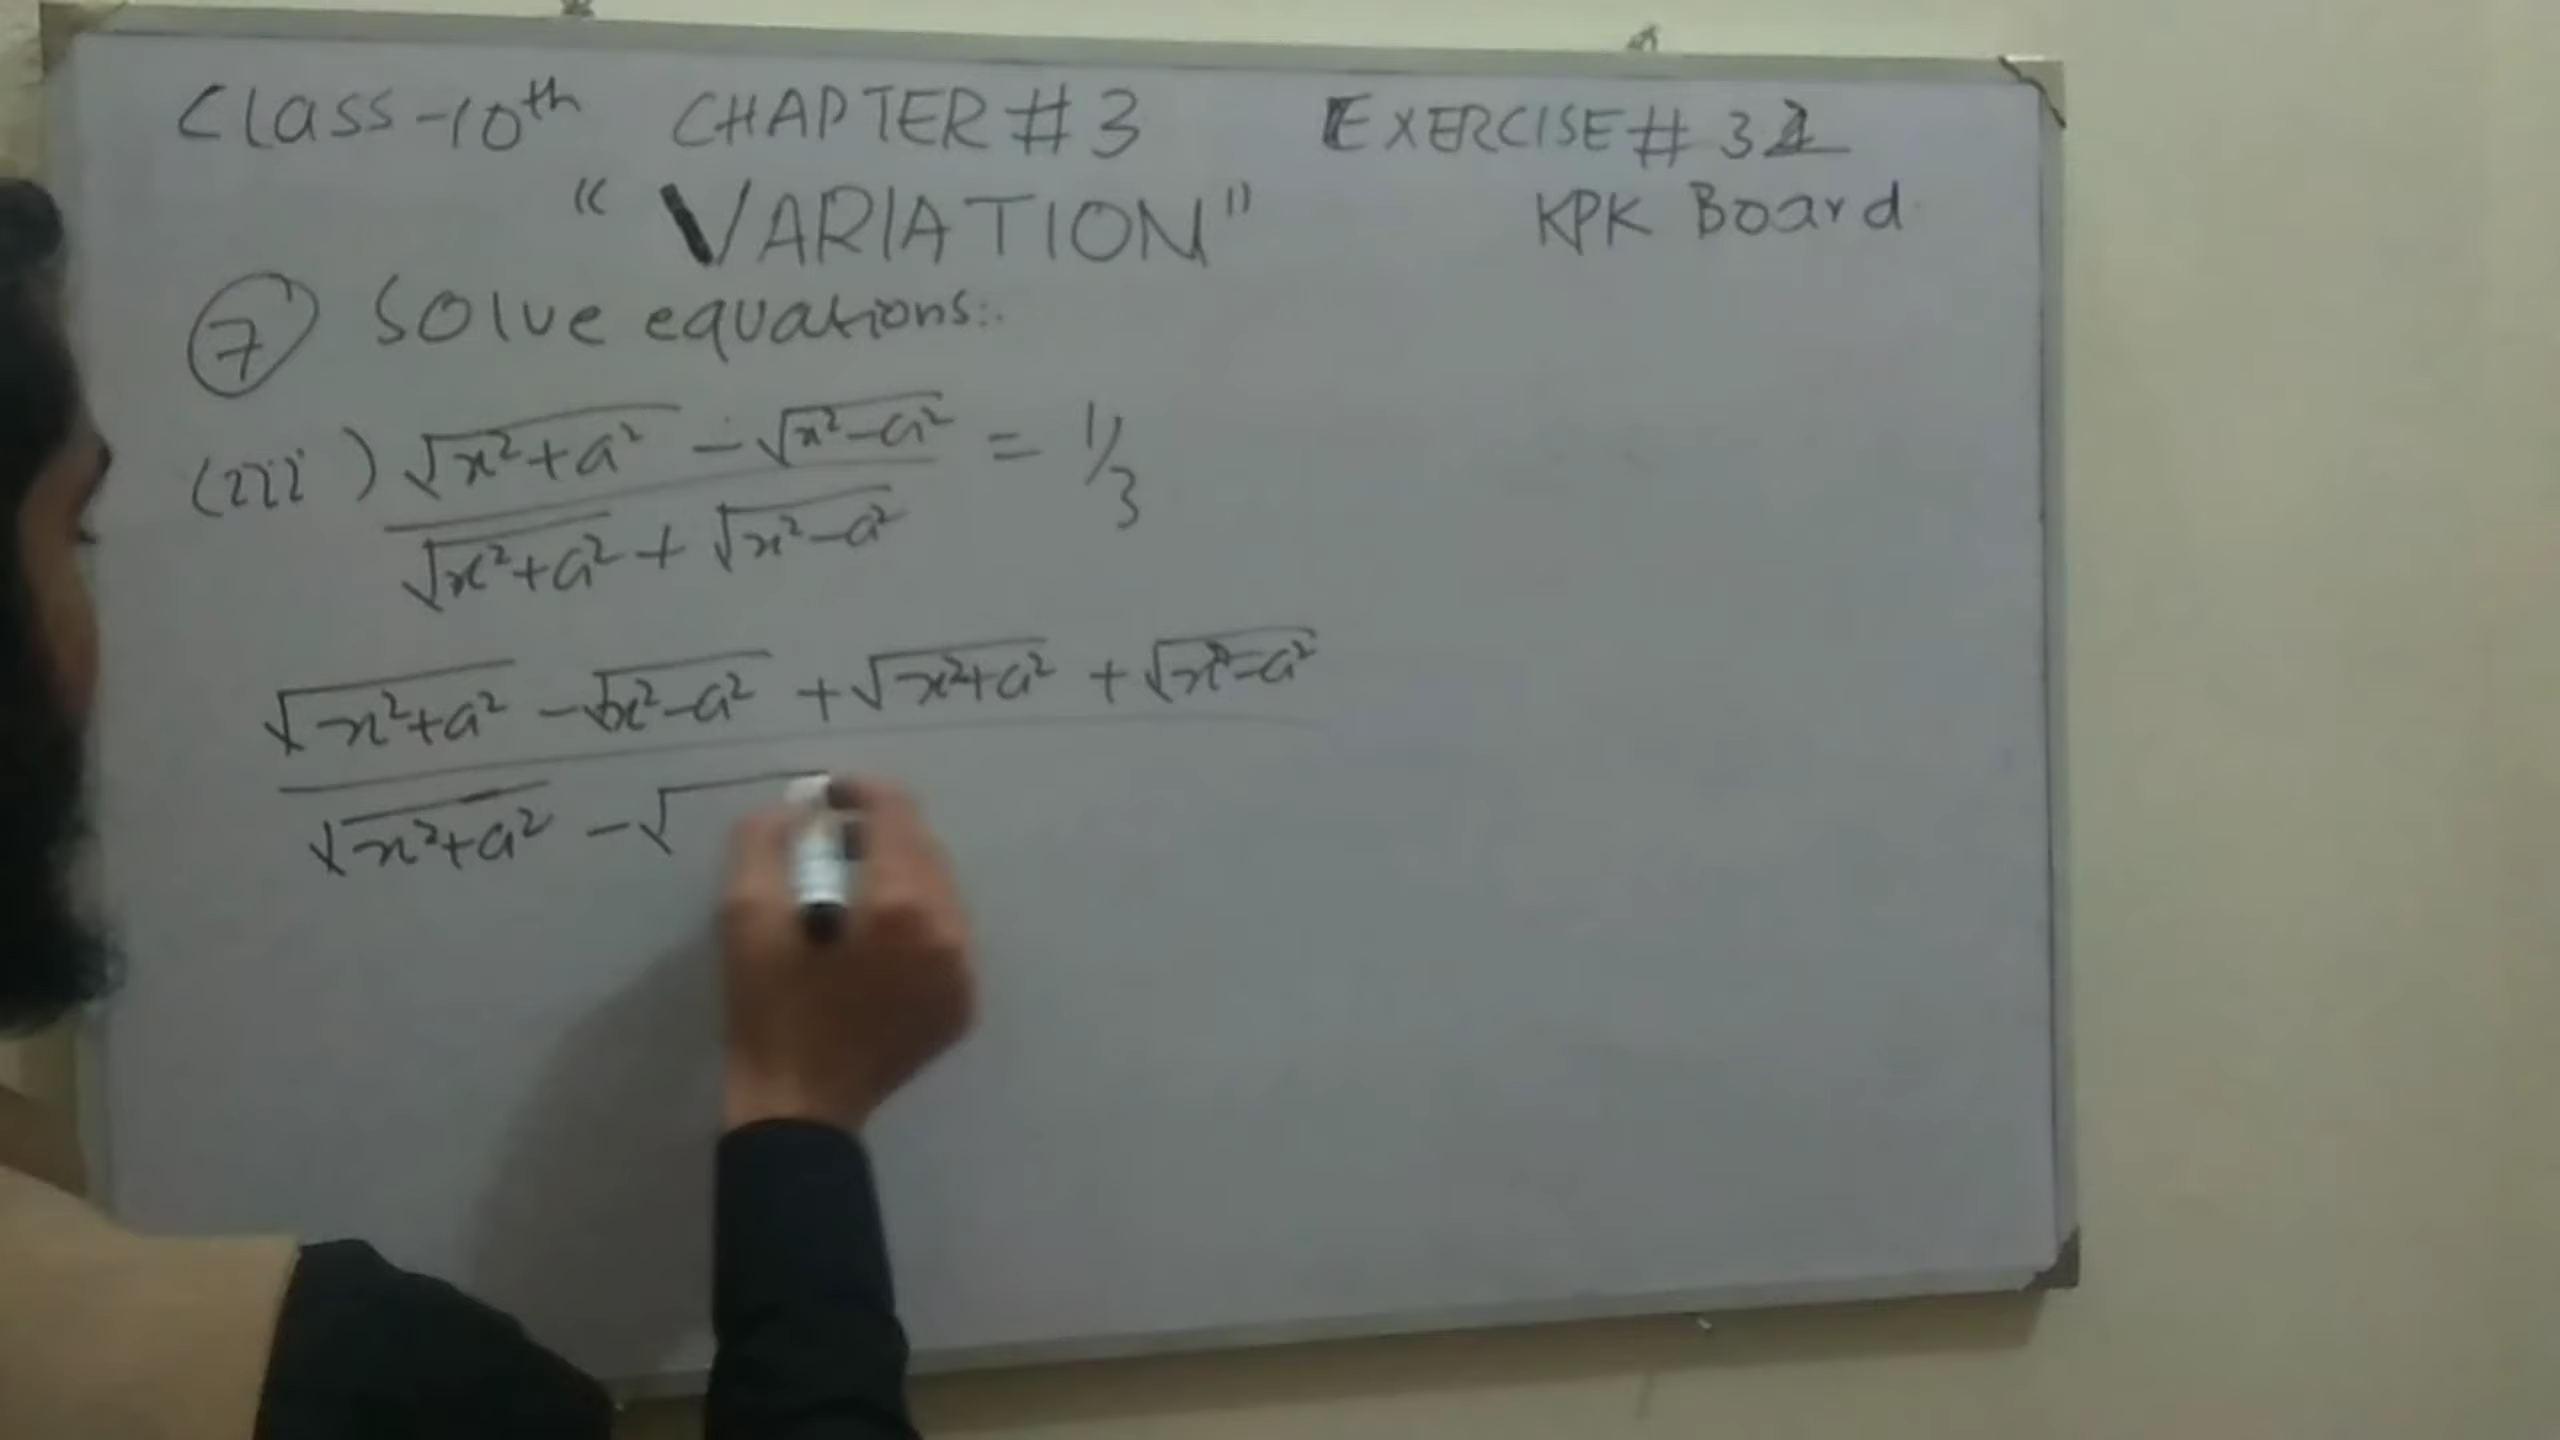 Class-10th CHAPTER # 3 EXERCISE # 3.2
"VARIATION" KPK Board
7 Solve equations:.
(iii) √x²+a² - √x²-a² = 1/3
√x²+a² + √x²-a²
√x²+a² - √x²-a² + √x²+a² + √x²-a²
√x²+a² - √